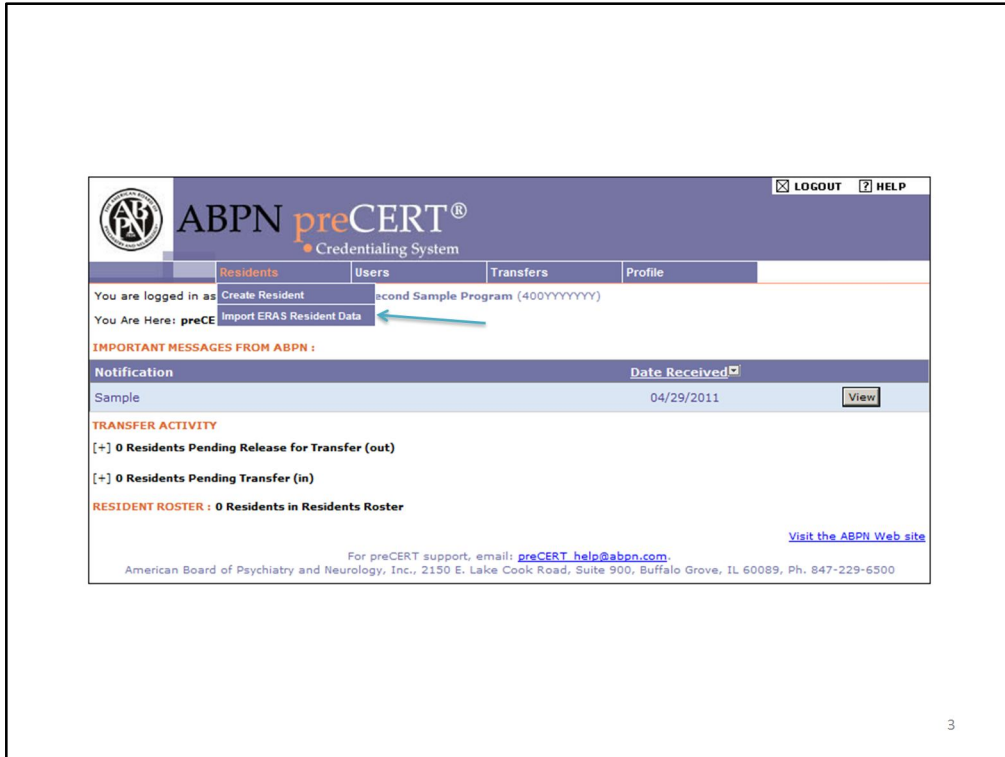 LOGOUT ? HELP
ABPN preCERT®
Credentialing System
Residents Users Transfers Profile
You are logged in as Create Resident econd Sample Program (400YYYYYYY)
You Are Here: preCE Import ERAS Resident Data
IMPORTANT MESSAGES FROM ABPN :
Notification Date Received
Sample 04/29/2011 View
TRANSFER ACTIVITY
[+] 0 Residents Pending Release for Transfer (out)
[+] 0 Residents Pending Transfer (in)
RESIDENT ROSTER : 0 Residents in Residents Roster
Visit the ABPN Web site
For preCERT support, email: preCERT_help@abpn.com.
American Board of Psychiatry and Neurology, Inc., 2150 E. Lake Cook Road, Suite 900, Buffalo Grove, IL 60089, Ph. 847-229-6500
3